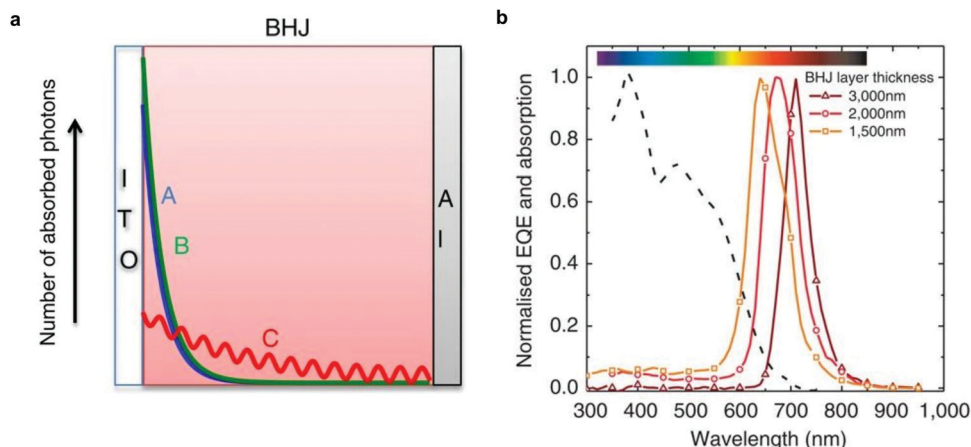 a
BHJ
Number of absorbed photons
I
T
O
A
B
C
A
l
b
Normalised EQE and absorption
1.0
0.8
0.6
0.4
0.2
0.0
BHJ layer thickness
3,000nm
2,000nm
1,500nm
300 400 500 600 700 800 900 1,000
Wavelength (nm)